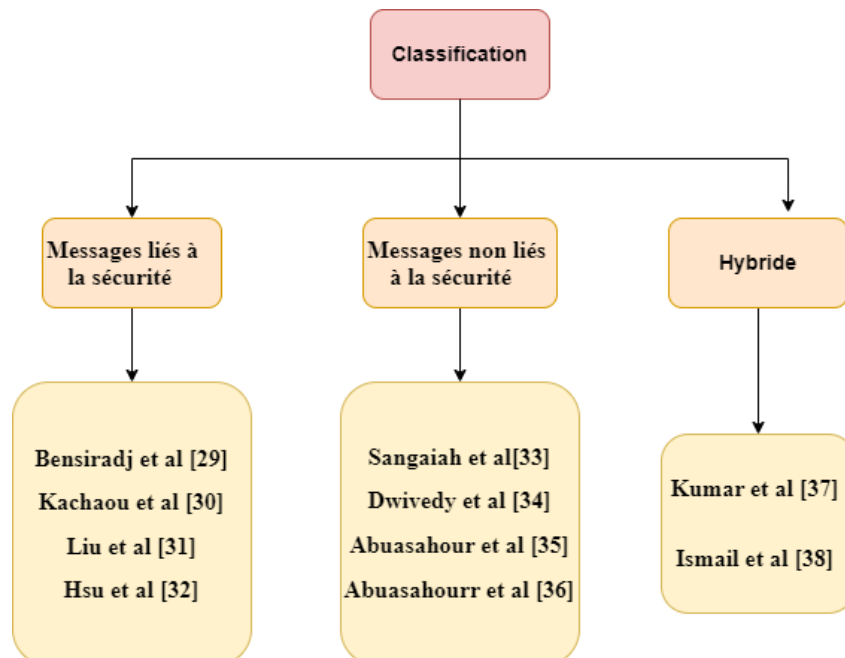 Classification
Messages liés à
la sécurité
Messages non liés
à la sécurité
Hybride
Bensiradj et al [29]
Kachaou et al [30]
Liu et al [31]
Hsu et al [32]
Sangaiah et al[33]
Dwivedy et al [34]
Abuasahour et al [35]
Abuasahourr et al [36]
Kumar et al [37]
Ismail et al [38]